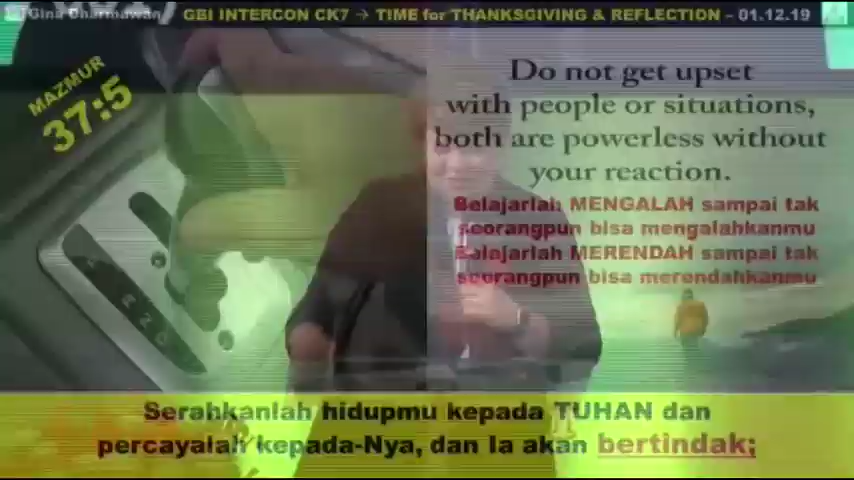 Gina Dharmawan
GBI INTERCON CK7 → TIME for THANKSGIVING & REFLECTION – 01.12.19
MAZMUR
37:5
Do not get upset
with people or situations,
both are powerless without
your reaction.
Belajarlah MENGALAH sampai tak
seorangpun bisa mengalahkanmu
Belajarlah MERENDAH sampai tak
seorangpun bisa merendahkanmu
Serahkanlah hidupmu kepada TUHAN dan
percayalah kepada-Nya, dan Ia akan bertindak;